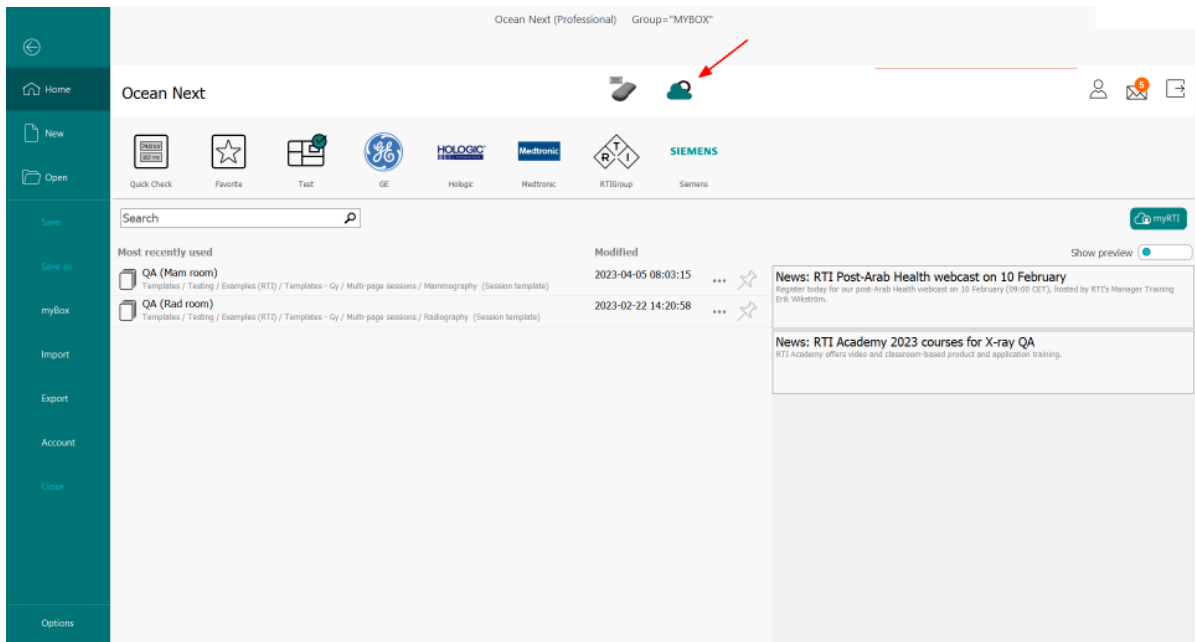 Ocean Next (Professional) Group="MYBOX"
Home
New
Open
Save
Save as
myBox
Import
Export
Account
Close
Options
Ocean Next
5
Quick Check
Favorite
Test
GE
HOLOGIC
Hologic
Medtronic
Medtronic
R T I
RTIGroup
SIEMENS
Siemens
Search
myRTI
Most recently used Modified
Show preview
QA (Mam room) 2023-04-05 08:03:15 ...
Templates / Testing / Examples (RTI) / Templates - Gy / Multi-page sessions / Mammography (Session template)
QA (Rad room) 2023-02-22 14:20:58 ...
Templates / Testing / Examples (RTI) / Templates - Gy / Multi-page sessions / Radiography (Session template)
News: RTI Post-Arab Health webcast on 10 February
Register today for our post-Arab Health webcast on 10 February (09:00 CET), hosted by RTI's Manager Training
Erik Wikström.
News: RTI Academy 2023 courses for X-ray QA
RTI Academy offers video and classroom-based product and application training.